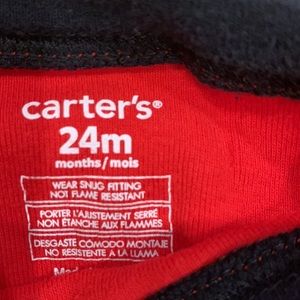 carter's®
24m
months/mois
WEAR SNUG FITTING
NOT FLAME RESISTANT
PORTER L'AJUSTEMENT SERRÉ
NON ÉTANCHE AUX FLAMMES
DESGASTE CÓMODO MONTAJE
NO RESISTENTE A LA LLAMA